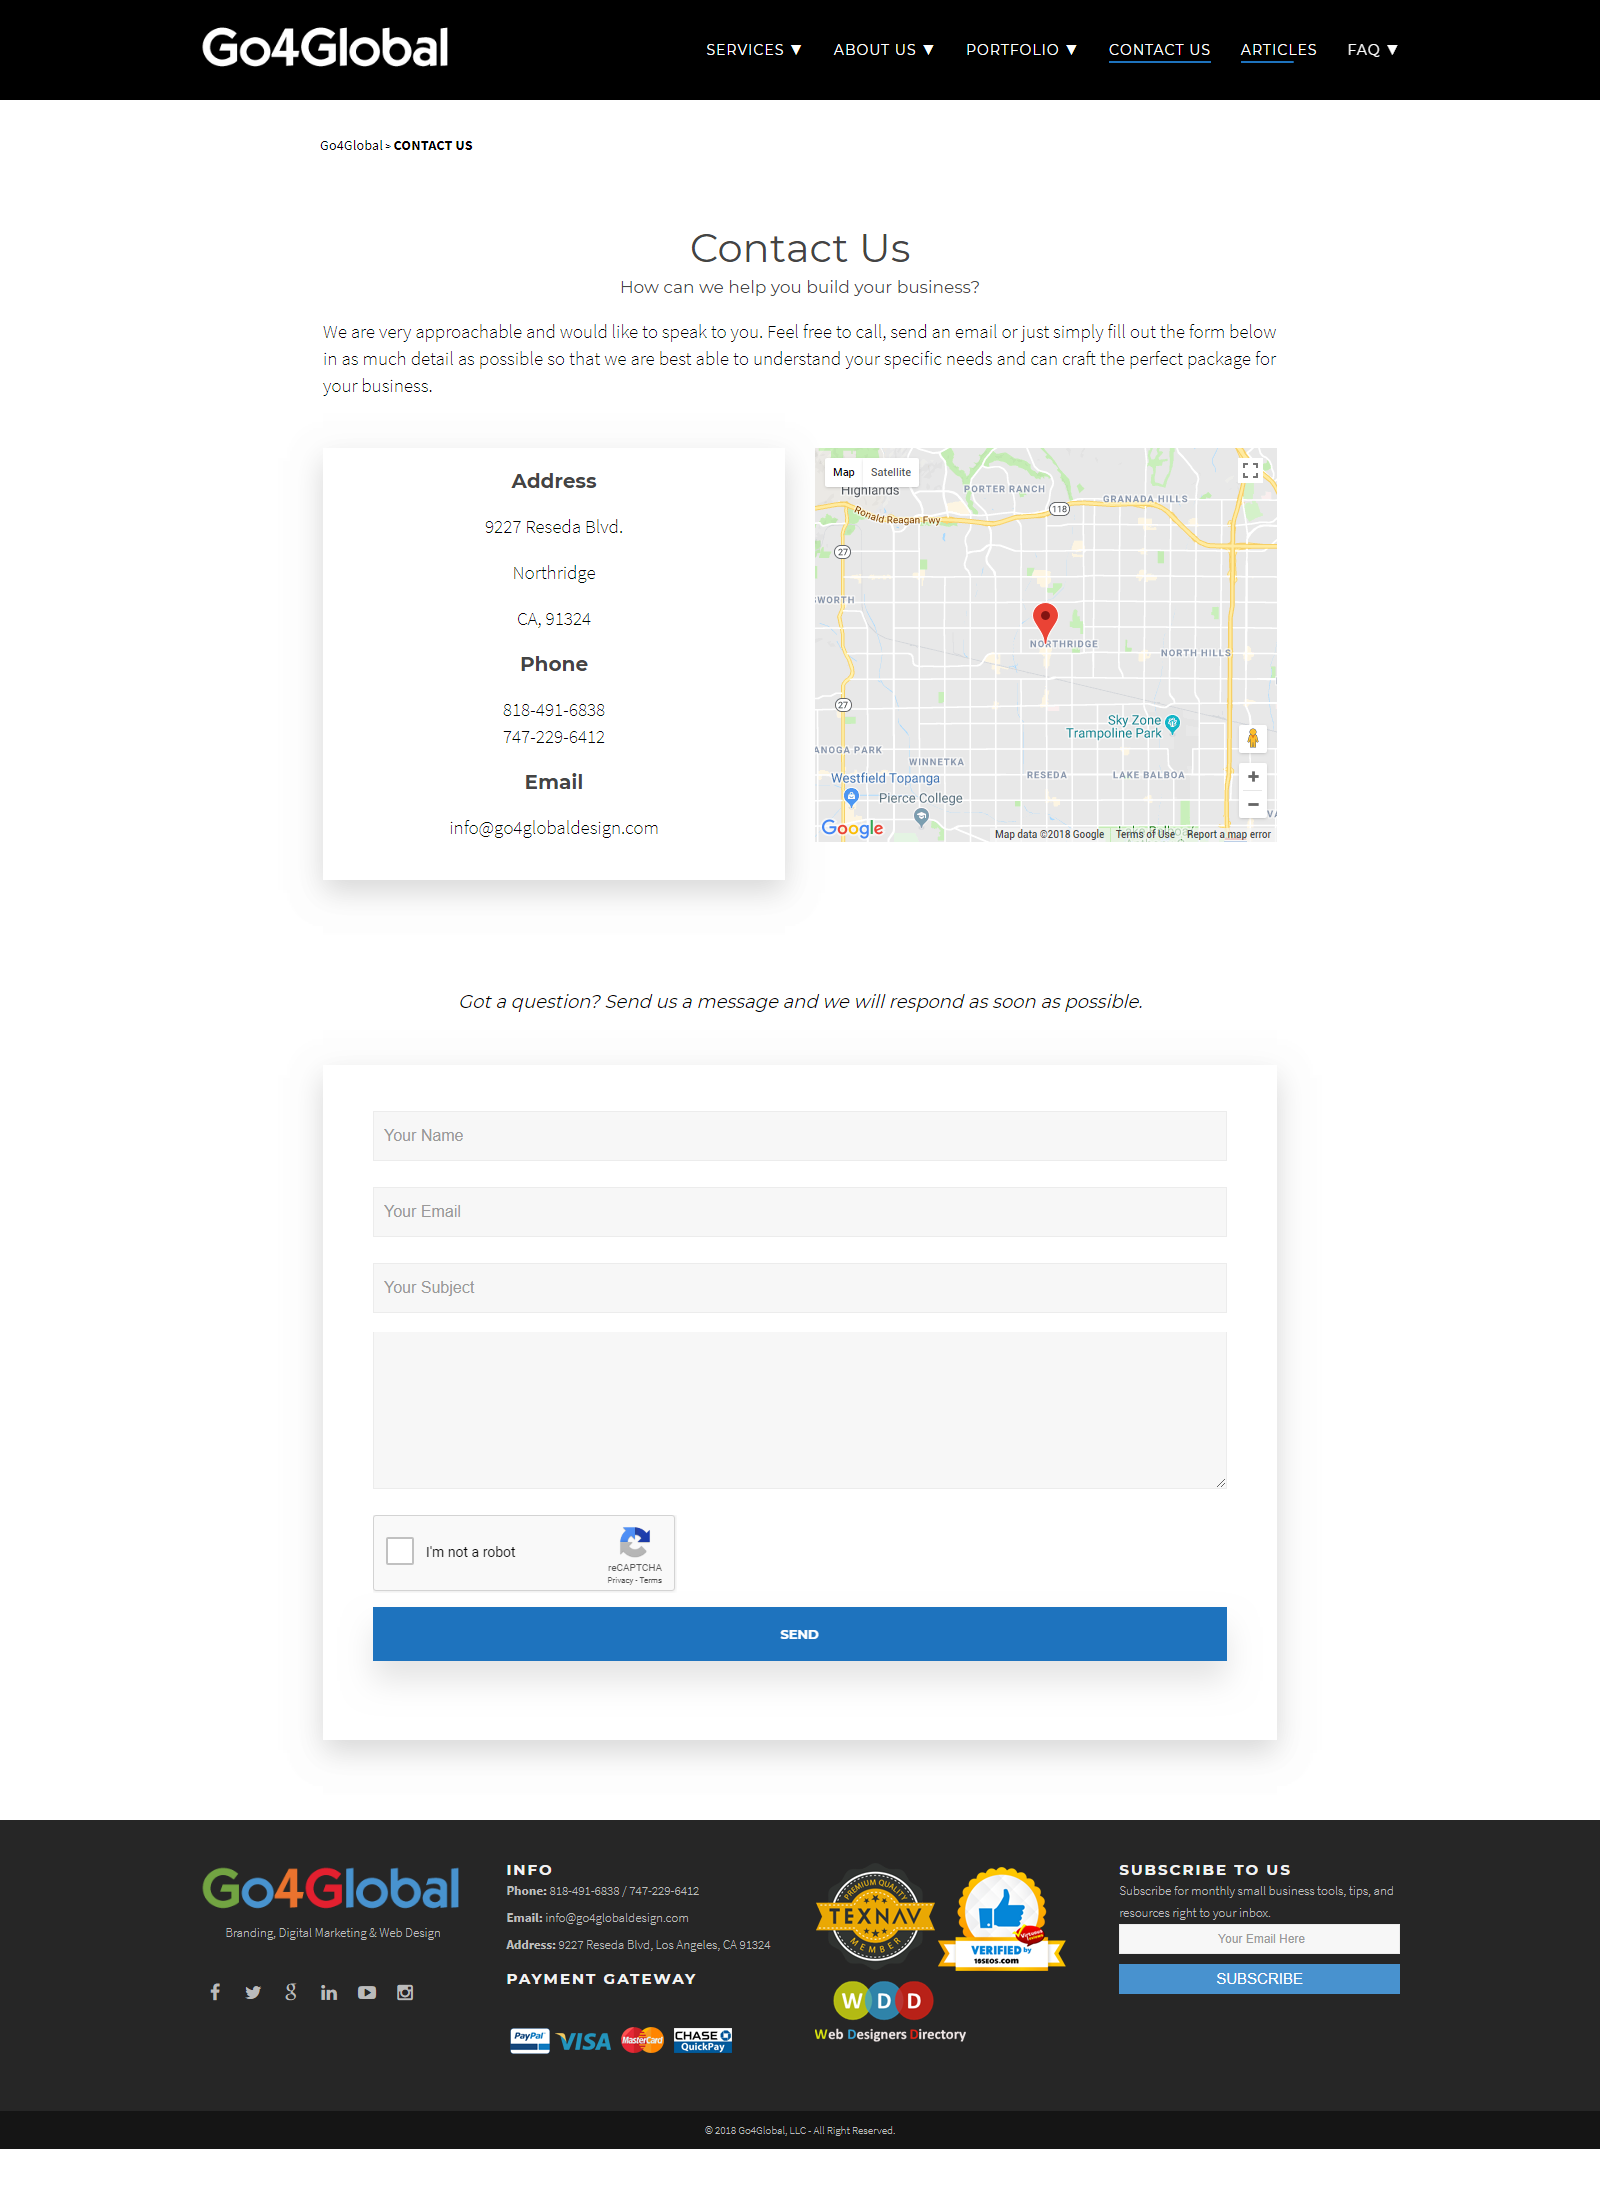 Go4Global
SERVICES ▼ ABOUT US ▼ PORTFOLIO ▼ CONTACT US ARTICLES FAQ ▼
Go4Global > CONTACT US
Contact Us
How can we help you build your business?
We are very approachable and would like to speak to you. Feel free to call, send an email or just simply fill out the form below
in as much detail as possible so that we are best able to understand your specific needs and can craft the perfect package for
your business.
Address
9227 Reseda Blvd.
Northridge
CA, 91324
Phone
818-491-6838
747-229-6412
Email
info@go4globaldesign.com
Map Satellite
Highlands
PORTER RANCH
GRANADA HILLS
Ronald Reagan Fwy
118
27
SWORTH
NORTHRIDGE
NORTH HILLS
27
Sky Zone
Trampoline Park
ANOGA PARK
WINNETKA
RESEDA
LAKE BALBOA
Westfield Topanga
Pierce College
VA
Google
Map data ©2018 Google Terms of Use Report a map error
Got a question? Send us a message and we will respond as soon as possible.
Your Name
Your Email
Your Subject
I'm not a robot
reCAPTCHA
Privacy - Terms
SEND
Go4Global
Branding, Digital Marketing & Web Design
INFO
Phone: 818-491-6838 / 747-229-6412
Email: info@go4globaldesign.com
Address: 9227 Reseda Blvd, Los Angeles, CA 91324
PAYMENT GATEWAY
PayPal VISA MasterCard CHASE
QuickPay
PREMIUM QUALITY
TEXNAV
MEMBER
VERIFIED by
10SEOS.com
W D D
Web Designers Directory
SUBSCRIBE TO US
Subscribe for monthly small business tools, tips, and
resources right to your inbox.
Your Email Here
SUBSCRIBE
© 2018 Go4Global, LLC - All Right Reserved.